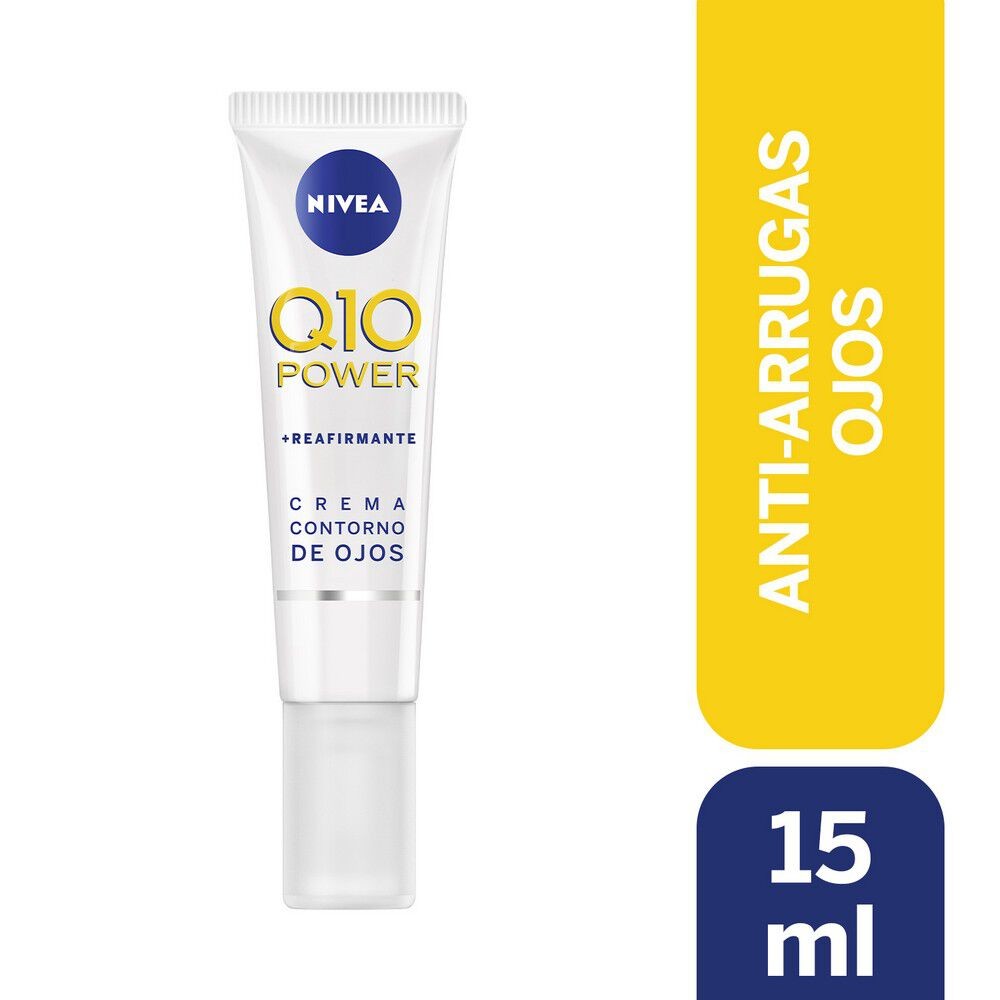 NIVEA
Q10
POWER
+REAFIRMANTE
CREMA
CONTORNO
DE OJOS
ANTI-ARRUGAS
OJOS
15
ml